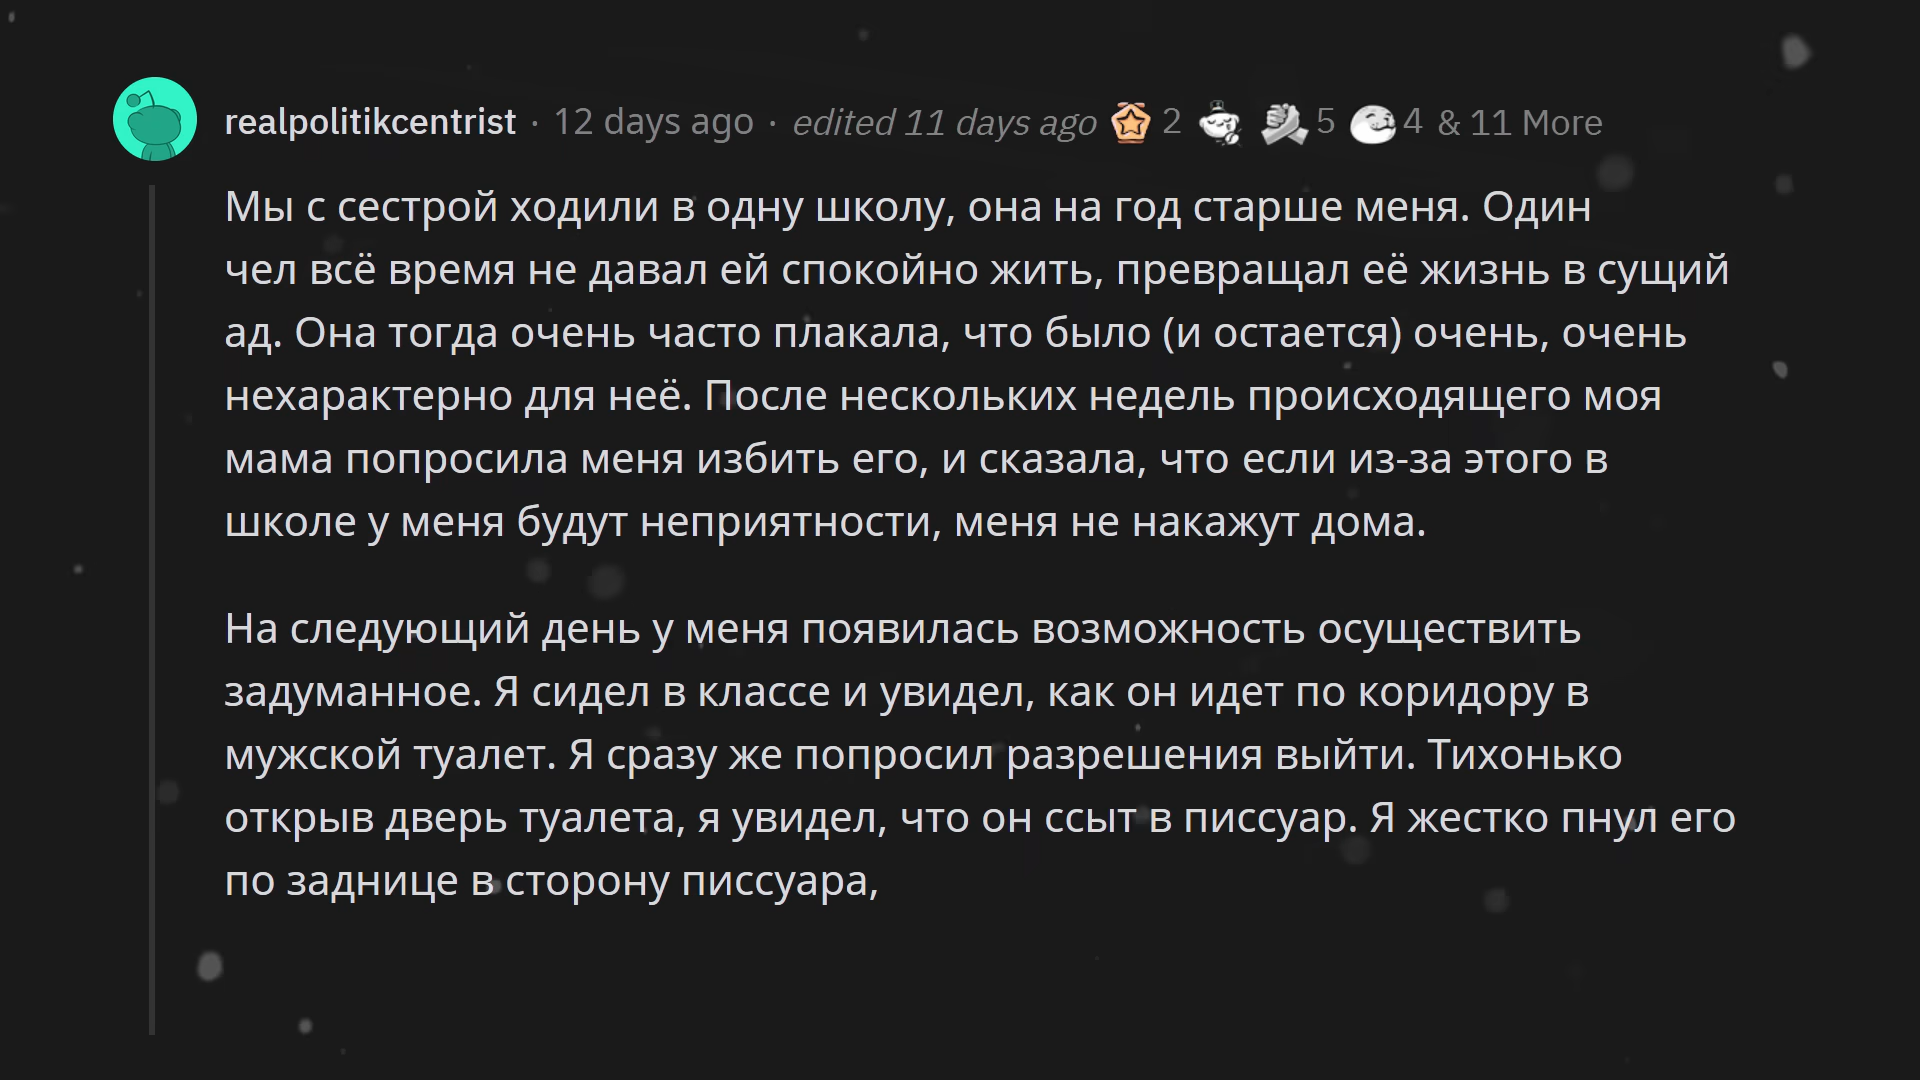 realpolitikcentrist · 12 days ago · edited 11 days ago 2 5 4 & 11 More
Мы с сестрой ходили в одну школу, она на год старше меня. Один
чел всё время не давал ей спокойно жить, превращал её жизнь в сущий
ад. Она тогда очень часто плакала, что было (и остается) очень, очень
нехарактерно для неё. После нескольких недель происходящего моя
мама попросила меня избить его, и сказала, что если из-за этого в
школе у меня будут неприятности, меня не накажут дома.
На следующий день у меня появилась возможность осуществить
задуманное. Я сидел в классе и увидел, как он идет по коридору в
мужской туалет. Я сразу же попросил разрешения выйти. Тихонько
открыв дверь туалета, я увидел, что он ссыт в писсуар. Я жестко пнул его
по заднице в сторону писсуара,